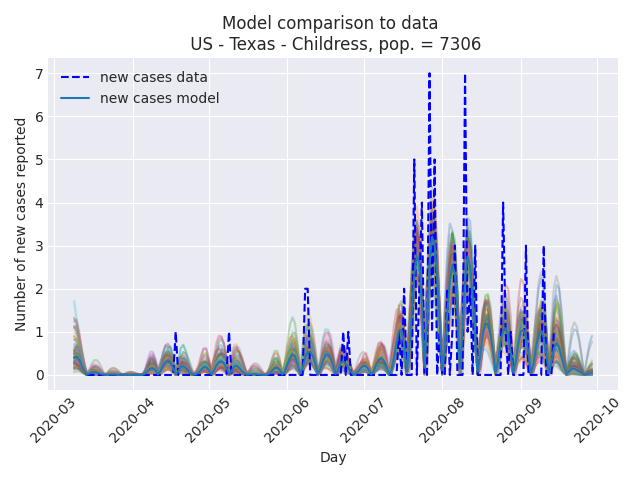 Model comparison to data
US - Texas - Childress, pop. = 7306
new cases data
new cases model
Number of new cases reported
7
6
5
4
3
2
1
0
2020-03
2020-04
2020-05
2020-06
2020-07
2020-08
2020-09
2020-10
Day